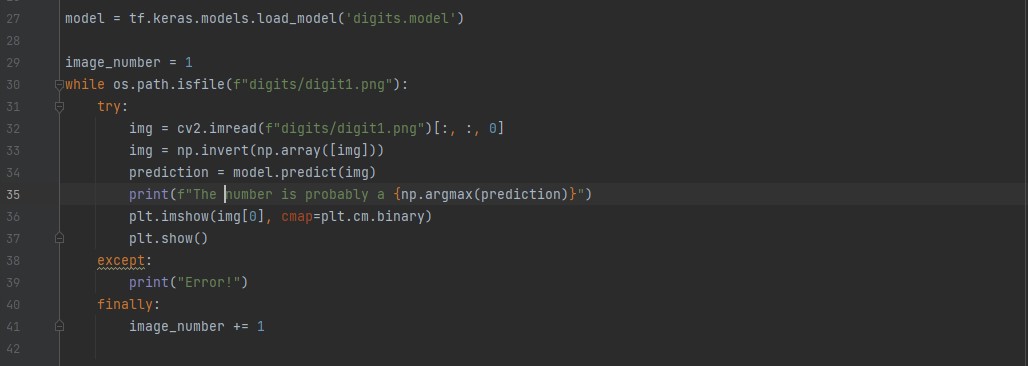 27 model = tf.keras.models.load_model('digits.model')
28
29 image_number = 1
30 while os.path.isfile(f"digits/digit1.png"):
31     try:
32         img = cv2.imread(f"digits/digit1.png")[:, :, 0]
33         img = np.invert(np.array([img]))
34         prediction = model.predict(img)
35         print(f"The number is probably a {np.argmax(prediction)}")
36         plt.imshow(img[0], cmap=plt.cm.binary)
37         plt.show()
38     except:
39         print("Error!")
40     finally:
41         image_number += 1
42